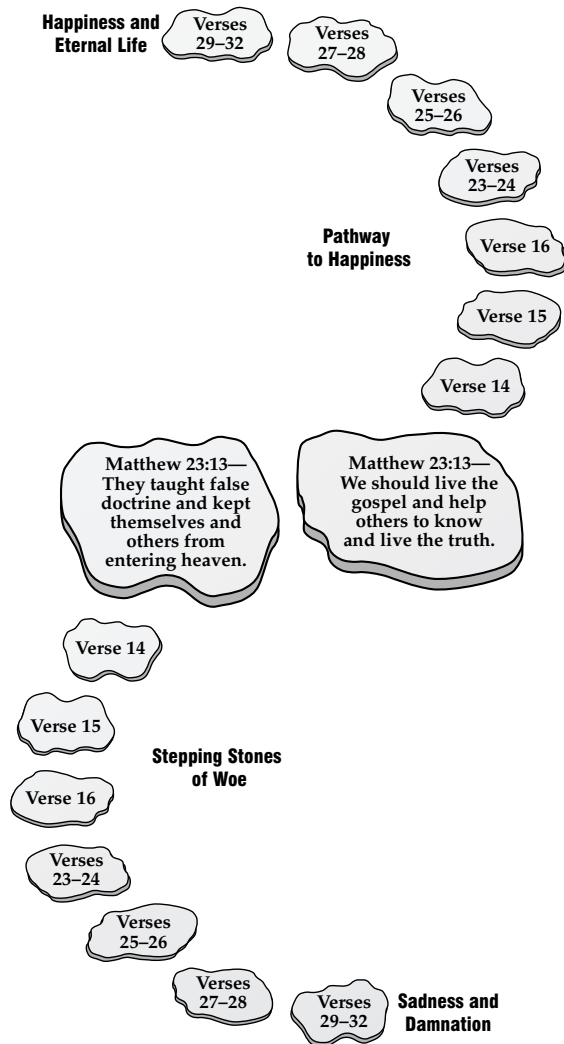 Happiness and
Eternal Life
Verses
29–32
Verses
27–28
Verses
25–26
Verses
23–24
Pathway
to Happiness
Verse 16
Verse 15
Verse 14
Matthew 23:13—
They taught false
doctrine and kept
themselves and
others from
entering heaven.
Matthew 23:13—
We should live the
gospel and help
others to know
and live the truth.
Verse 14
Verse 15
Stepping Stones
of Woe
Verse 16
Verses
23–24
Verses
25–26
Verses
27–28
Verses
29–32
Sadness and
Damnation